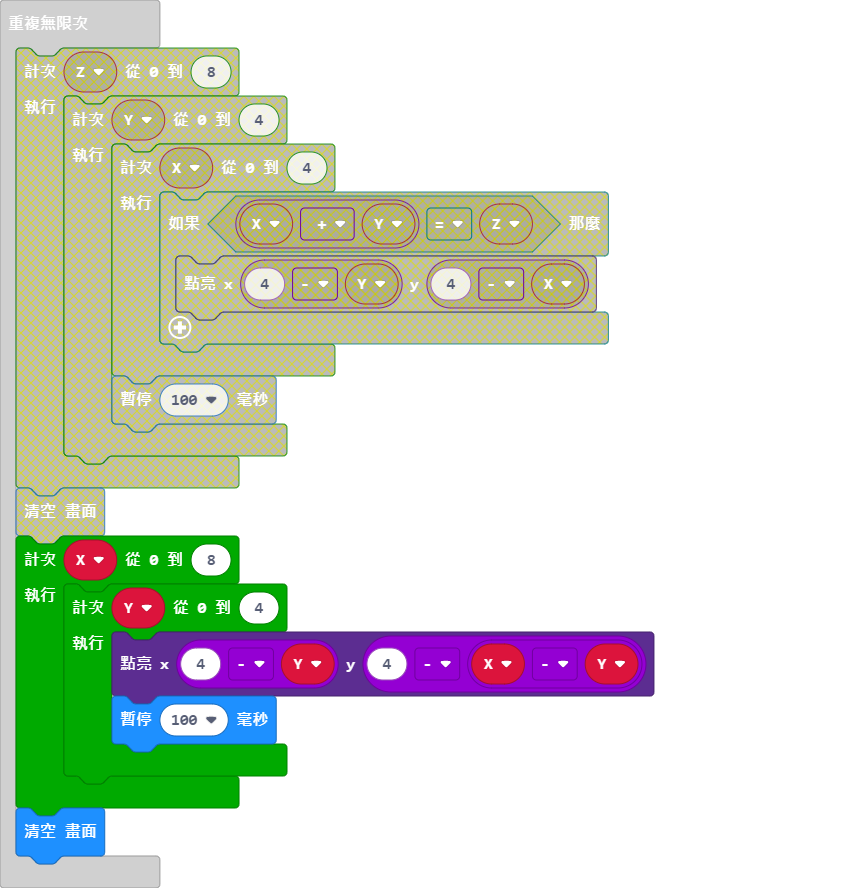 重複無限次
計次 Z 從 0 到 8
執行
計次 Y 從 0 到 4
執行
計次 X 從 0 到 4
執行
如果 X + Y = Z 那麼
點亮 x 4 - Y y 4 - X
暫停 100 毫秒
清空 畫面
計次 X 從 0 到 8
執行
計次 Y 從 0 到 4
執行
點亮 x 4 - Y y 4 - X - Y
暫停 100 毫秒
清空 畫面